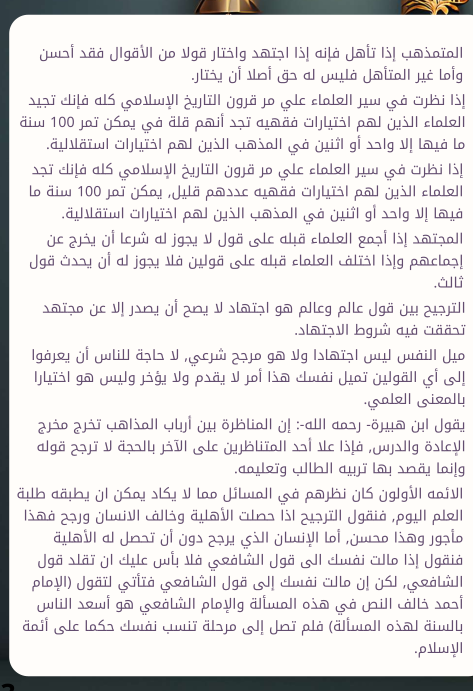 المتمذهب إذا تأهل فإنه إذا اجتهد واختار قولا من الأقوال فقد أحسن
وأما غير المتأهل فليس له حق أصلا أن يختار.
إذا نظرت في سير العلماء علي مر قرون التاريخ الإسلامي كله فإنك تجيد
العلماء الذين لهم اختيارات فقهيه تجد أنهم قلة في يمكن تمر 100 سنة
ما فيها إلا واحد أو اثنين في المذهب الذين لهم اختيارات استقلالية.
إذا نظرت في سير العلماء علي مر قرون التاريخ الإسلامي كله فإنك تجد
العلماء الذين لهم اختيارات فقهيه عددهم قليل, يمكن تمر 100 سنة ما
فيها إلا واحد أو اثنين في المذهب الذين لهم اختيارات استقلالية.
المجتهد إذا أجمع العلماء قبله على قول لا يجوز له شرعا أن يخرج عن
إجماعهم وإذا اختلف العلماء قبله على قولين فلا يجوز له أن يحدث قول
ثالث.
الترجيح بين قول عالم وعالم هو اجتهاد لا يصح أن يصدر إلا عن مجتهد
تحققت فيه شروط الاجتهاد.
ميل النفس ليس اجتهادا ولا هو مرجح شرعي, لا حاجة للناس أن يعرفوا
إلى أي القولين تميل نفسك هذا أمر لا يقدم ولا يؤخر وليس هو اختيارا
بالمعنى العلمي.
يقول ابن هبيرة- رحمه الله-: إن المناظرة بين أرباب المذاهب تخرج مخرج
الإعادة والدرس, فإذا علا أحد المتناظرين على الآخر بالحجة لا ترجح قوله
وإنما يقصد بها تربيه الطالب وتعليمه.
الائمه الأولون كان نظرهم في المسائل مما لا يكاد يمكن ان يطبقه طلبة
العلم اليوم, فنقول الترجيح اذا حصلت الأهلية وخالف الانسان ورجح فهذا
مأجور وهذا محسن, أما الإنسان الذي يرجح دون أن تحصل له الأهلية
فنقول إذا مالت نفسك الى قول الشافعي فلا بأس عليك ان تقلد قول
الشافعي, لكن إن مالت نفسك إلى قول الشافعي فتأتي لتقول (الإمام
أحمد خالف النص في هذه المسألة والإمام الشافعي هو أسعد الناس
بالسنة لهذه المسألة) فلم تصل إلى مرحلة تنسب نفسك حكما على أئمة
الإسلام.